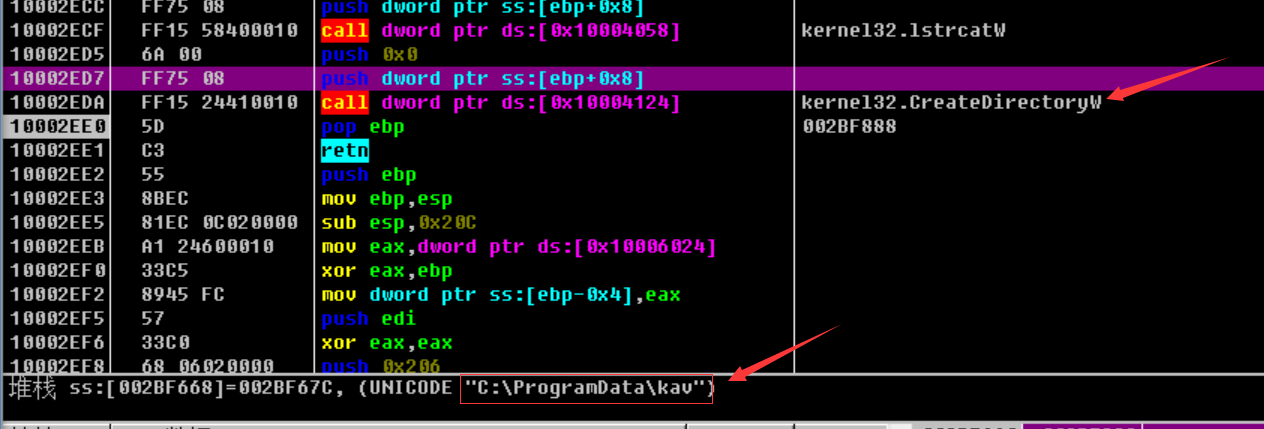 10002ECC FF75 08 push dword ptr ss:[ebp+0x8]
10002ECF FF15 58400010 call dword ptr ds:[0x10004058] kernel32.lstrcatW
10002ED5 6A 00 push 0x0
10002ED7 FF75 08 push dword ptr ss:[ebp+0x8]
10002EDA FF15 24410010 call dword ptr ds:[0x10004124] kernel32.CreateDirectoryW
10002EE0 5D pop ebp 002BF888
10002EE1 C3 retn
10002EE2 55 push ebp
10002EE3 8BEC mov ebp,esp
10002EE5 81EC 0C020000 sub esp,0x20C
10002EEB A1 24600010 mov eax,dword ptr ds:[0x10006024]
10002EF0 33C5 xor eax,ebp
10002EF2 8945 FC mov dword ptr ss:[ebp-0x4],eax
10002EF5 57 push edi
10002EF6 33C0 xor eax,eax
10002EF8 68 06020000 push 0x206
堆栈 ss:[002BF668]=002BF67C, (UNICODE "C:\ProgramData\kav")